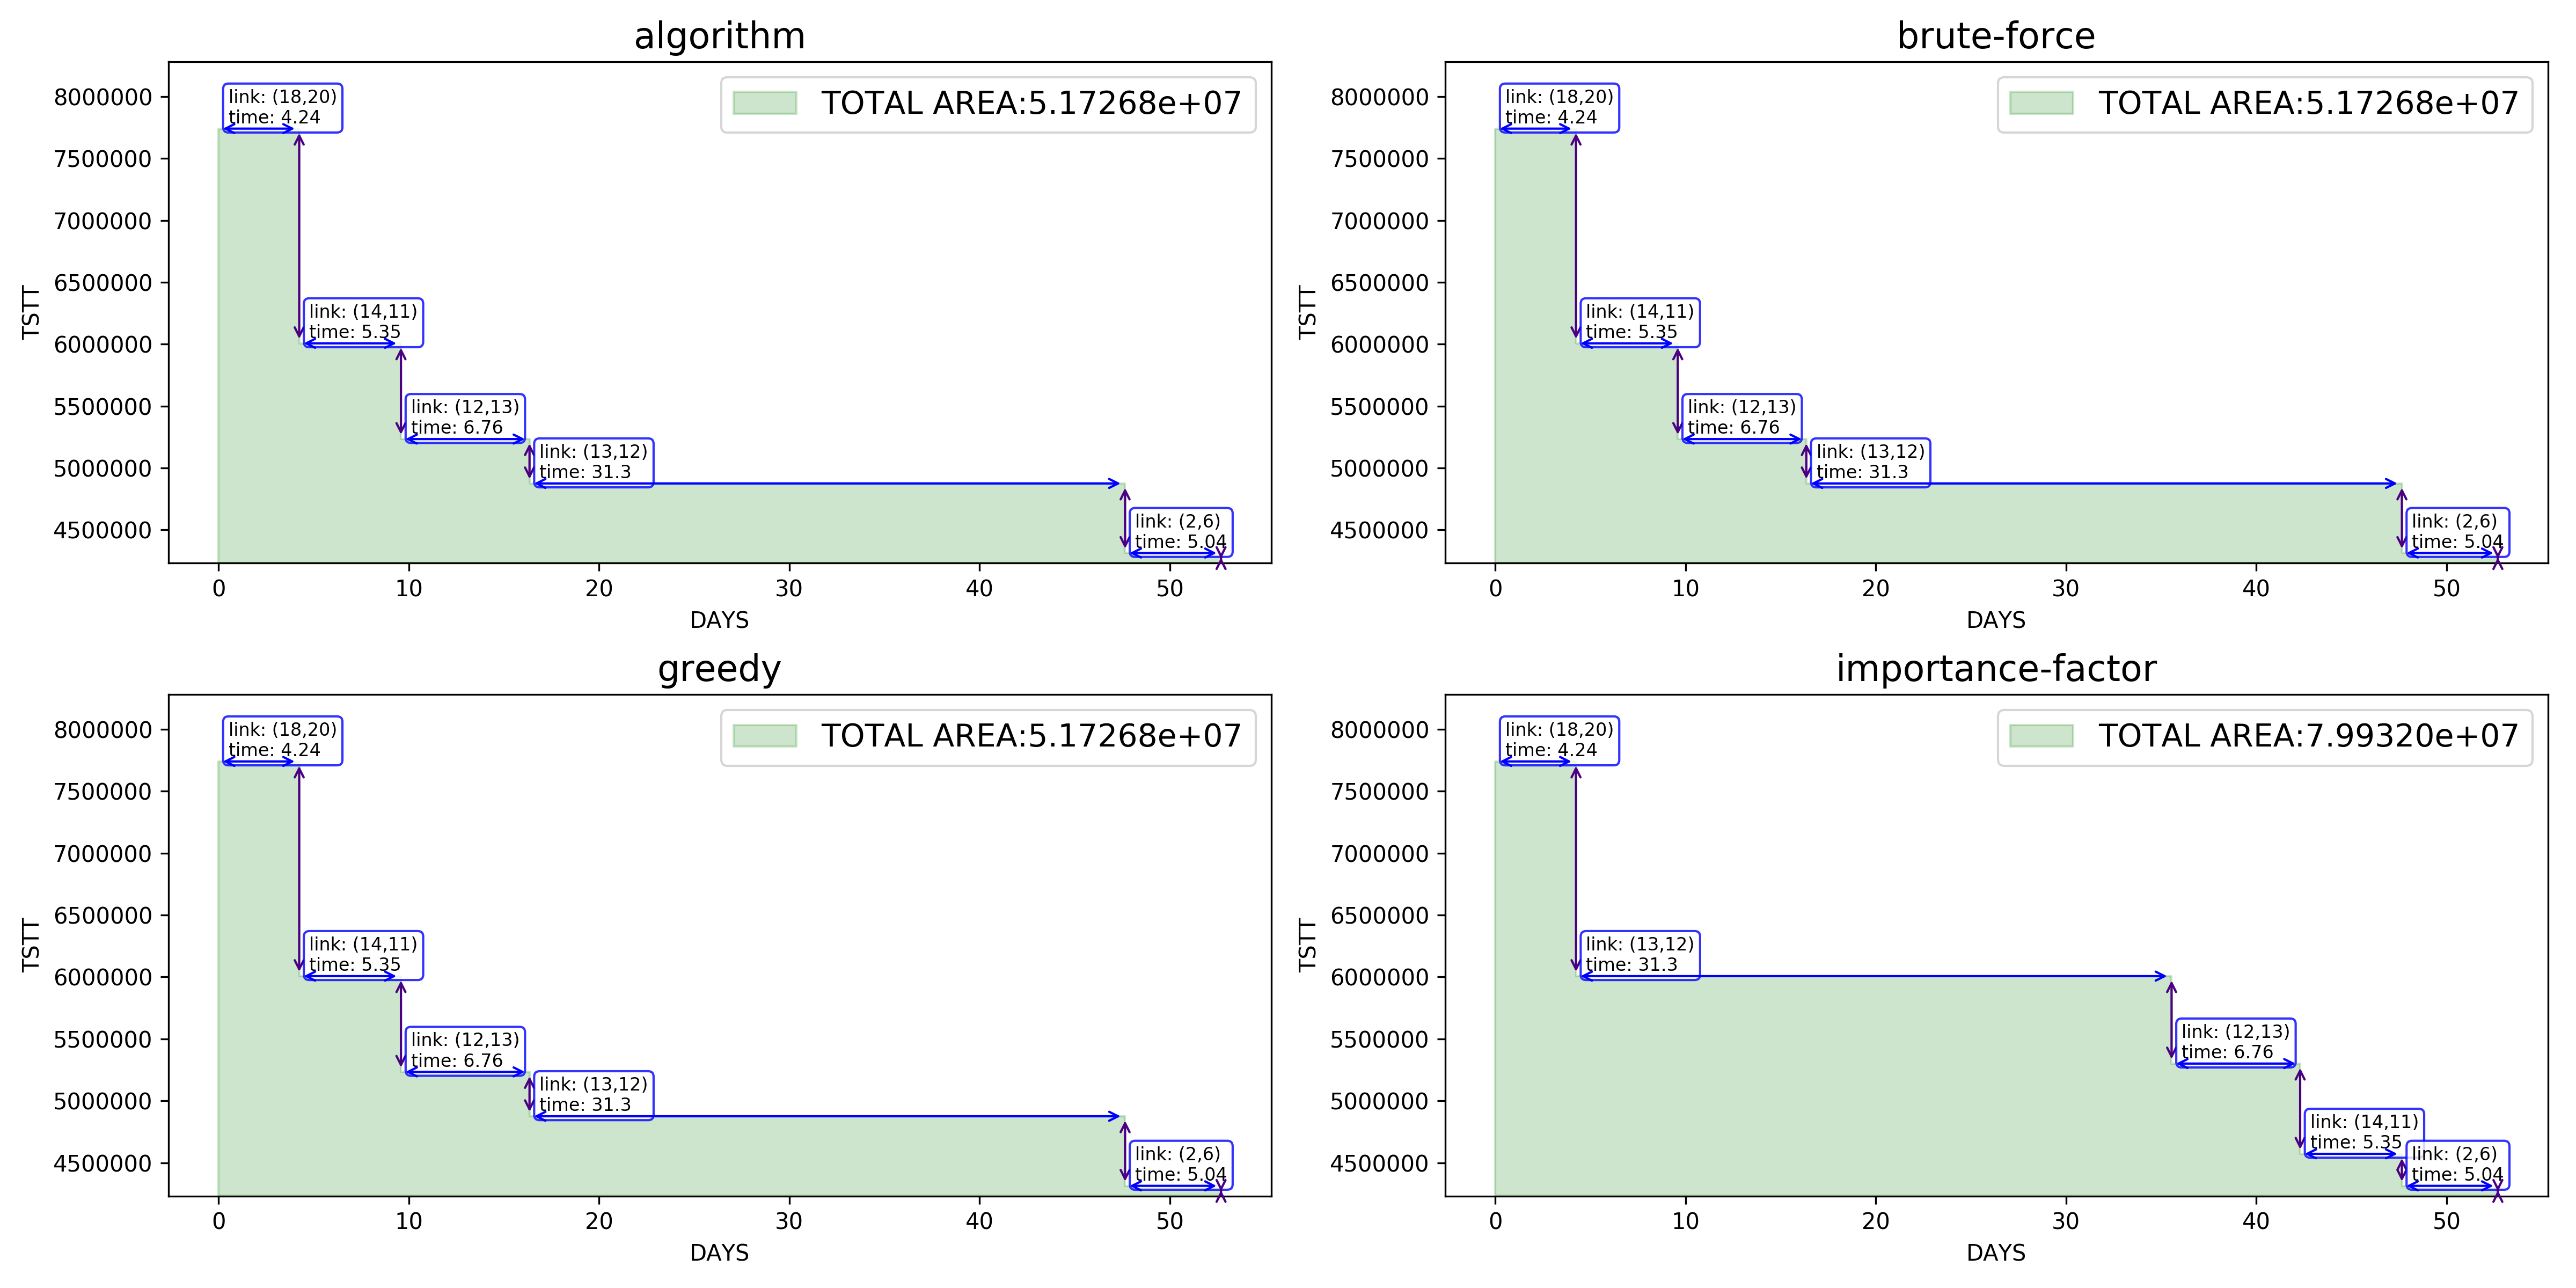 algorithm
TOTAL AREA:5.17268e+07
TSTT
8000000
7500000
7000000
6500000
6000000
5500000
5000000
4500000
link: (18,20)
time: 4.24
link: (14,11)
time: 5.35
link: (12,13)
time: 6.76
link: (13,12)
time: 31.3
link: (2,6)
time: 5.04
0 10 20 30 40 50
DAYS
brute-force
TOTAL AREA:5.17268e+07
TSTT
8000000
7500000
7000000
6500000
6000000
5500000
5000000
4500000
link: (18,20)
time: 4.24
link: (14,11)
time: 5.35
link: (12,13)
time: 6.76
link: (13,12)
time: 31.3
link: (2,6)
time: 5.04
0 10 20 30 40 50
DAYS
greedy
TOTAL AREA:5.17268e+07
TSTT
8000000
7500000
7000000
6500000
6000000
5500000
5000000
4500000
link: (18,20)
time: 4.24
link: (14,11)
time: 5.35
link: (12,13)
time: 6.76
link: (13,12)
time: 31.3
link: (2,6)
time: 5.04
0 10 20 30 40 50
DAYS
importance-factor
TOTAL AREA:7.99320e+07
TSTT
8000000
7500000
7000000
6500000
6000000
5500000
5000000
4500000
link: (18,20)
time: 4.24
link: (13,12)
time: 31.3
link: (12,13)
time: 6.76
link: (14,11)
time: 5.35
link: (2,6)
time: 5.04
0 10 20 30 40 50
DAYS